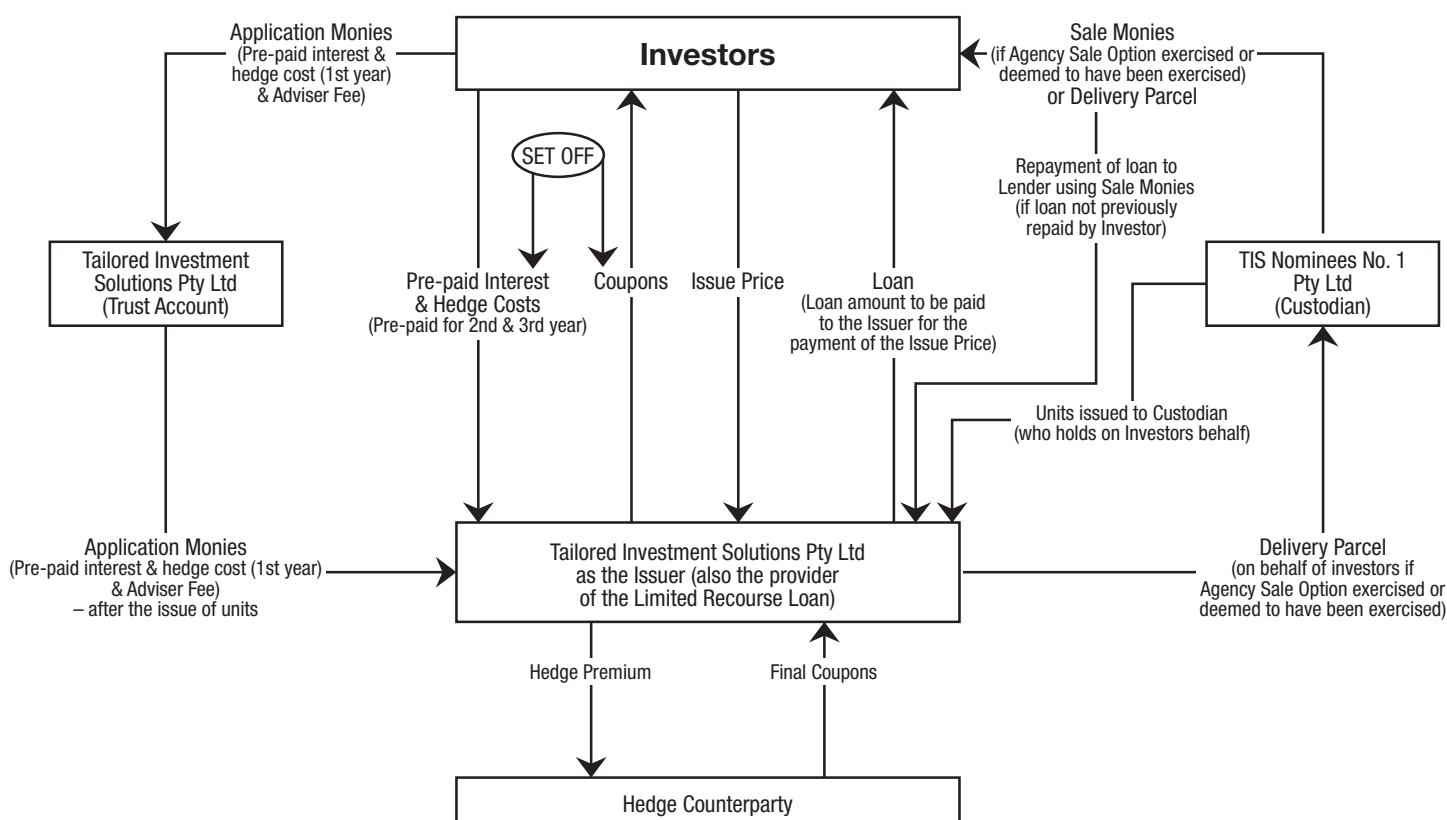 Application Monies
(Pre-paid interest &
hedge cost (1st year)
& Adviser Fee)
Investors
Sale Monies
(if Agency Sale Option exercised or
deemed to have been exercised)
or Delivery Parcel
SET OFF
Repayment of loan to
Lender using Sale Monies
(if loan not previously
repaid by Investor)
Tailored Investment
Solutions Pty Ltd
(Trust Account)
Pre-paid Interest
& Hedge Costs
(Pre-paid for 2nd & 3rd year)
Coupons
Issue Price
Loan
(Loan amount to be paid
to the Issuer for the
payment of the Issue Price)
TIS Nominees No. 1
Pty Ltd
(Custodian)
Units issued to Custodian
(who holds on Investors behalf)
Application Monies
(Pre-paid interest & hedge cost (1st year)
& Adviser Fee)
– after the issue of units
Tailored Investment Solutions Pty Ltd
as the Issuer (also the provider
of the Limited Recourse Loan)
Delivery Parcel
(on behalf of investors if
Agency Sale Option exercised or
deemed to have been exercised)
Hedge Premium
Final Coupons
Hedge Counterparty